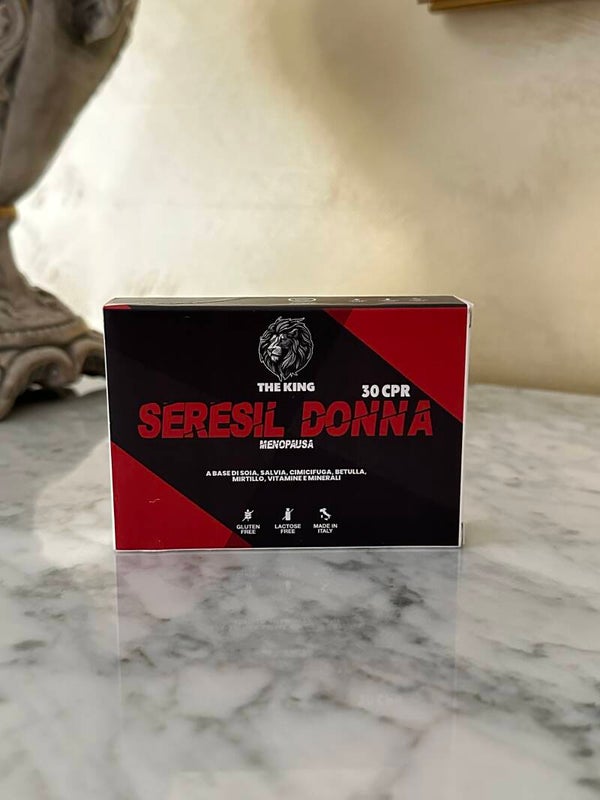 THE KING
30 CPR
SERESIL DONNA
MENOPAUSA
A BASE DI SOIA, SALVIA, CIMICIFUGA, BETULLA,
MIRTILLO, VITAMINE E MINERALI
GLUTEN FREE
LACTOSE FREE
MADE IN ITALY